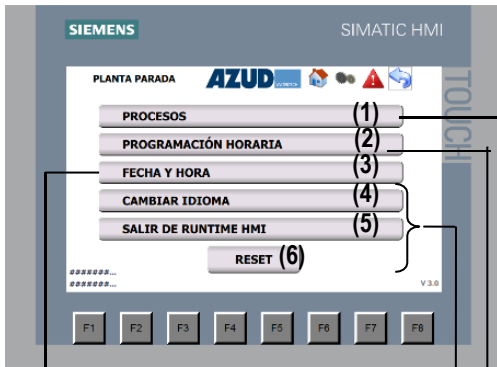 SIEMENS
SIMATIC HMI
TOUCH
PLANTA PARADA
AZUD
PROCESOS (1)
PROGRAMACIÓN HORARIA (2)
FECHA Y HORA (3)
CAMBIAR IDIOMA (4)
SALIR DE RUNTIME HMI (5)
RESET (6)
#######...
#######...
V 3.0
F1 F2 F3 F4 F5 F6 F7 F8